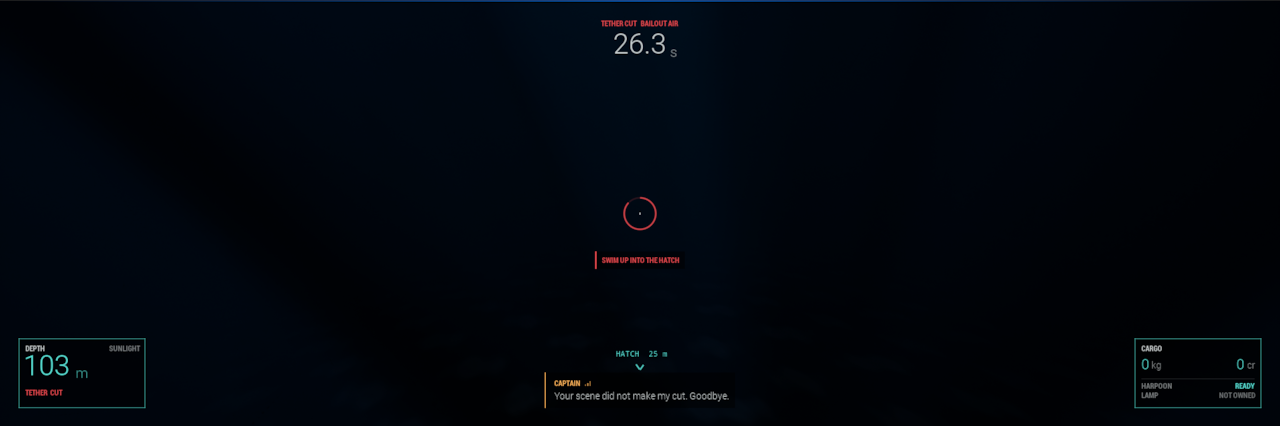 TETHER CUT BAILOUT AIR
26.3 s
SWIM UP INTO THE HATCH
HATCH 25 m
CAPTAIN
Your scene did not make my cut. Goodbye.
DEPTH SUNLIGHT
103 m
TETHER CUT
CARGO
0 kg 0 cr
HARPOON READY
LAMP NOT OWNED